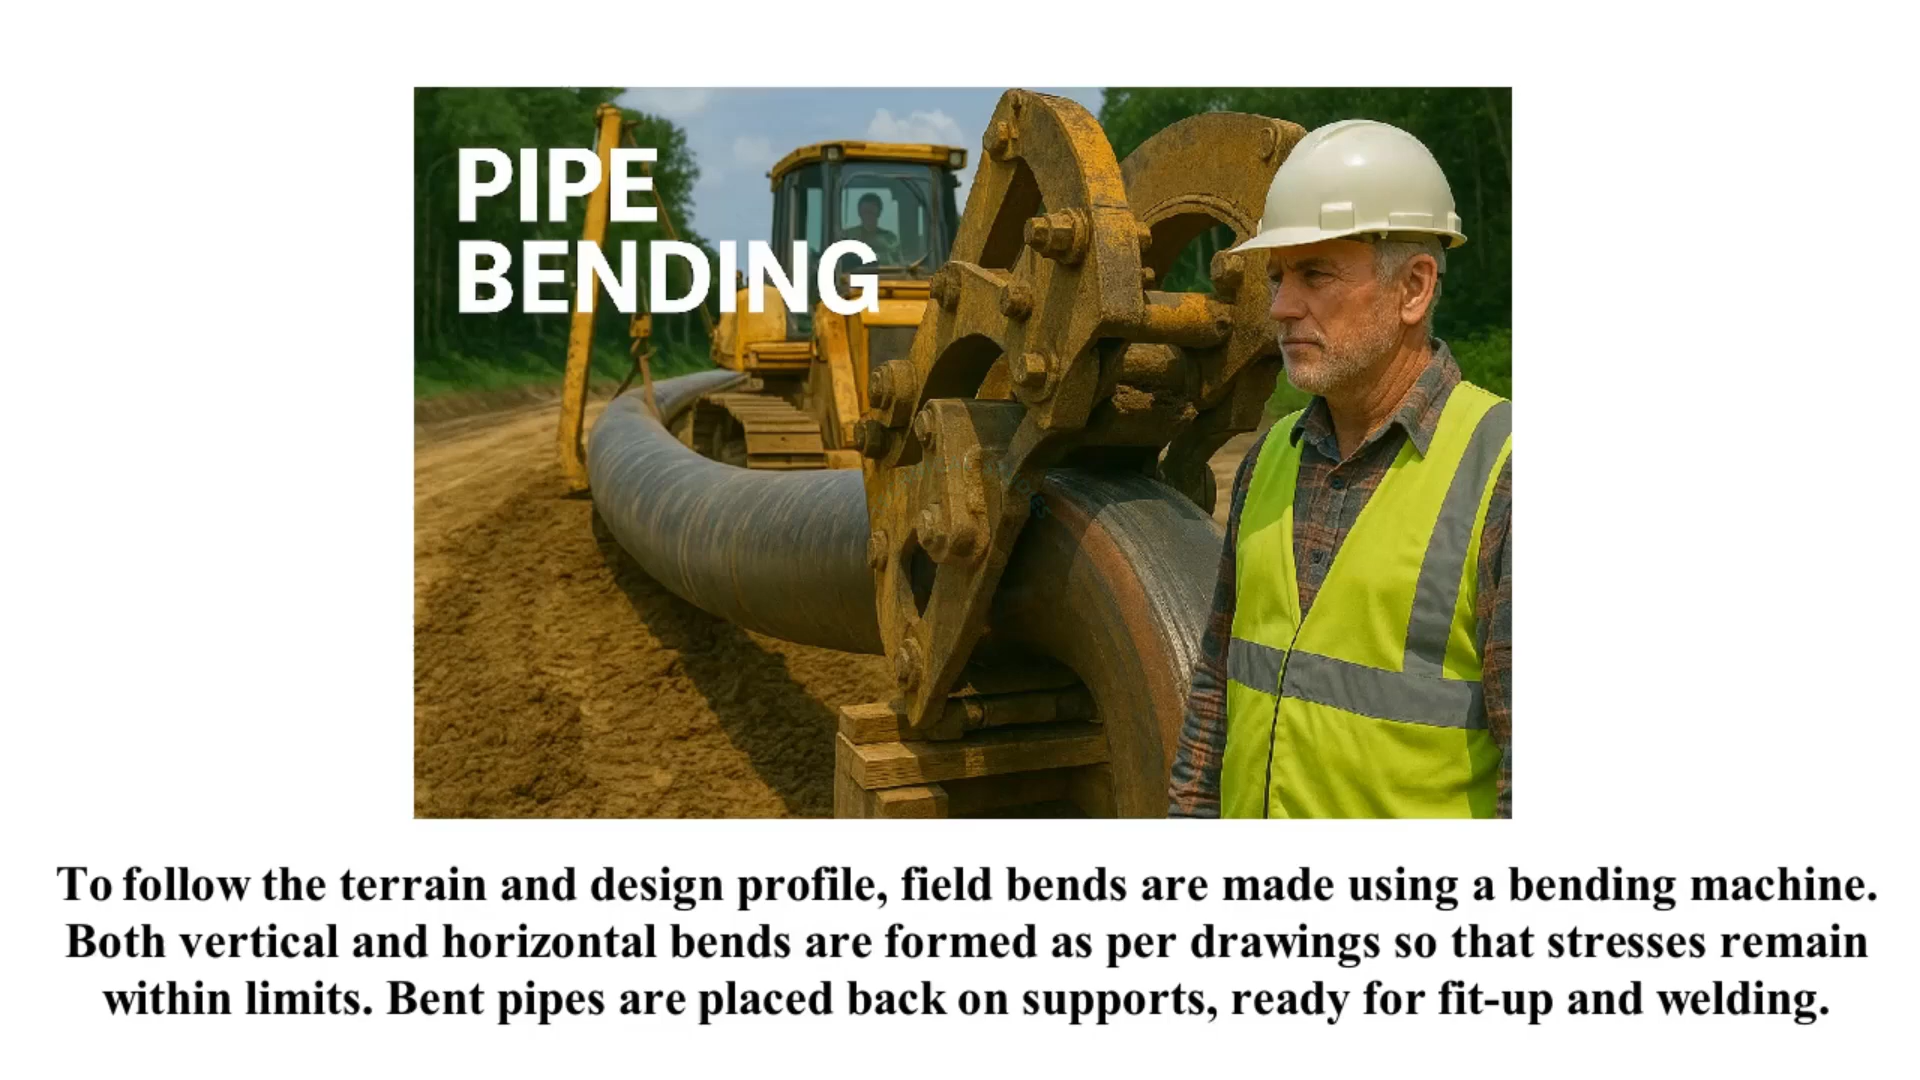 PIPE
BENDING
To follow the terrain and design profile, field bends are made using a bending machine.
Both vertical and horizontal bends are formed as per drawings so that stresses remain
within limits. Bent pipes are placed back on supports, ready for fit-up and welding.